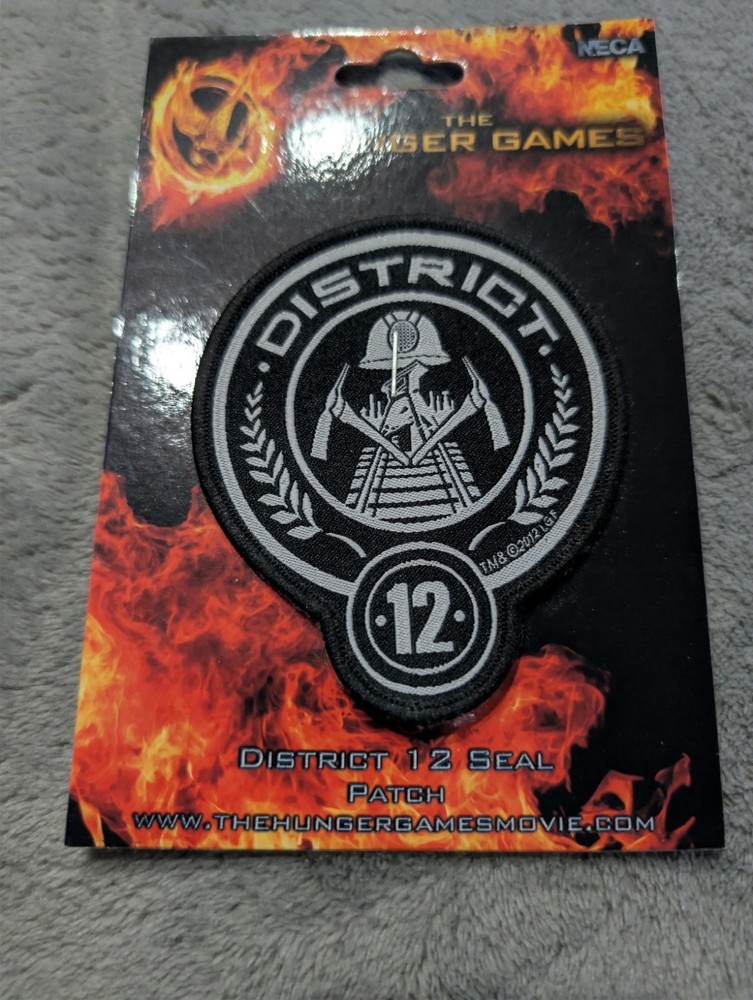 NECA
THE
GAMES
DISTRICT
TM& ©2012 LGF
12
DISTRICT 12 SEAL
PATCH
WWW.THEHUNGERGAMESMOVIE.COM